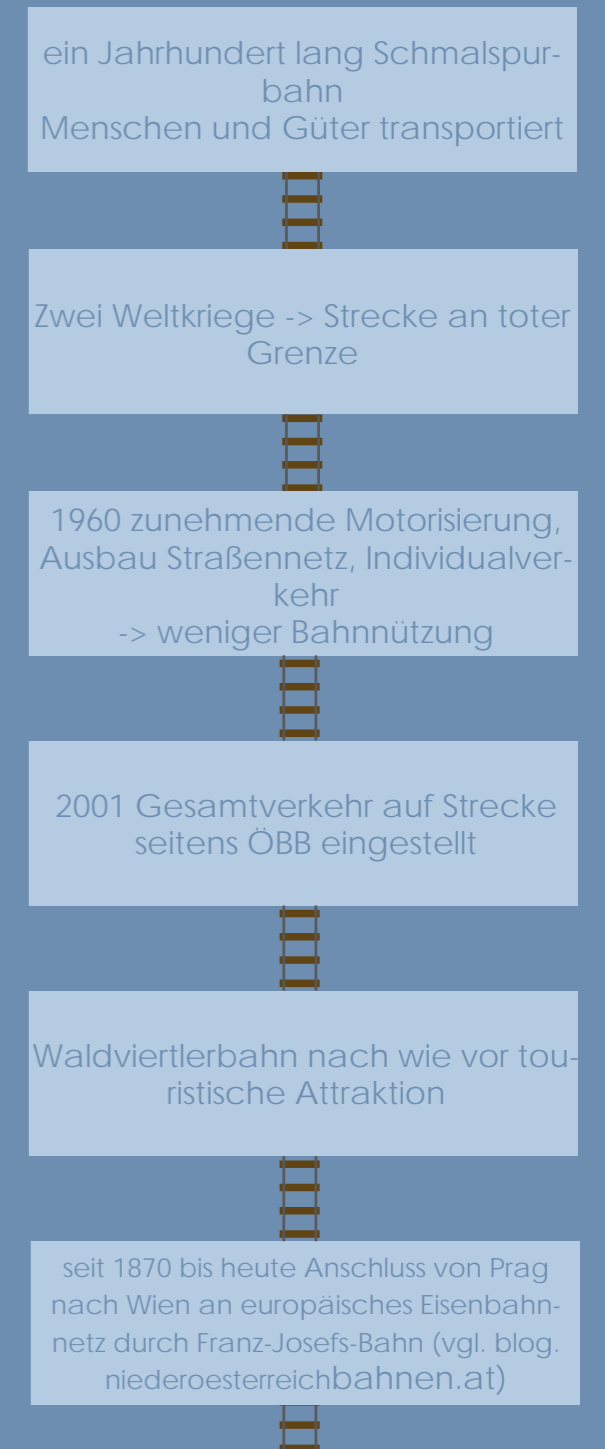 ein Jahrhundert lang Schmalspur-
bahn
Menschen und Güter transportiert
Zwei Weltkriege -> Strecke an toter
Grenze
1960 zunehmende Motorisierung,
Ausbau Straßennetz, Individualver-
kehr
-> weniger Bahnnützung
2001 Gesamtverkehr auf Strecke
seitens ÖBB eingestellt
Waldviertlerbahn nach wie vor tou-
ristische Attraktion
seit 1870 bis heute Anschluss von Prag
nach Wien an europäisches Eisenbahn-
netz durch Franz-Josefs-Bahn (vgl. blog.
niederoesterreichbahnen.at)